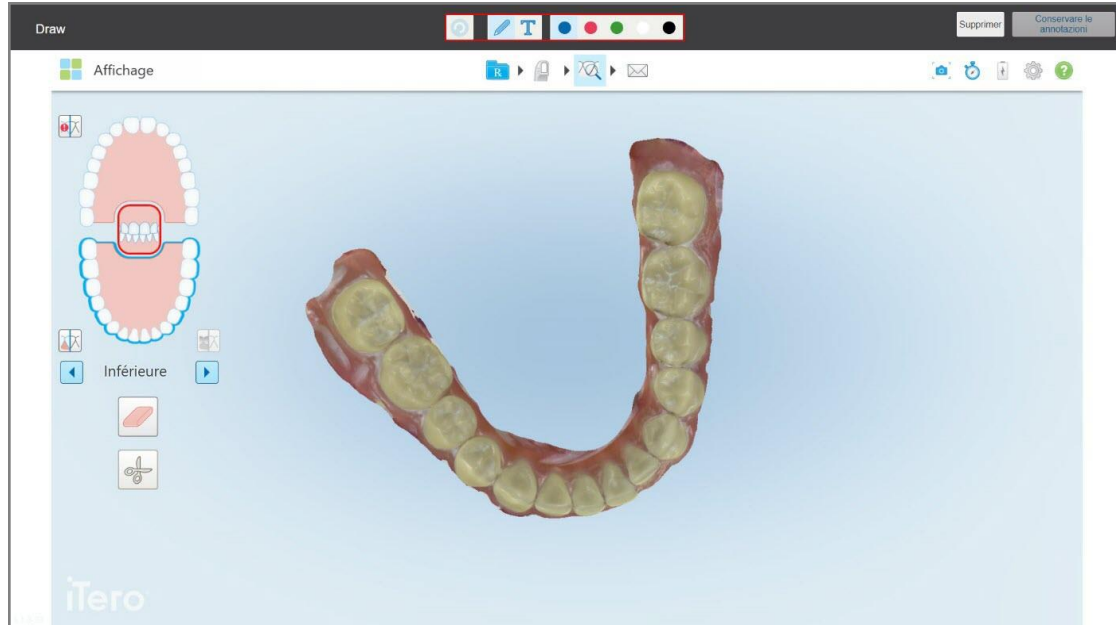 Draw
T
Supprimer
Conservare le
annotazioni
Affichage
R
?
Inférieure
iTero